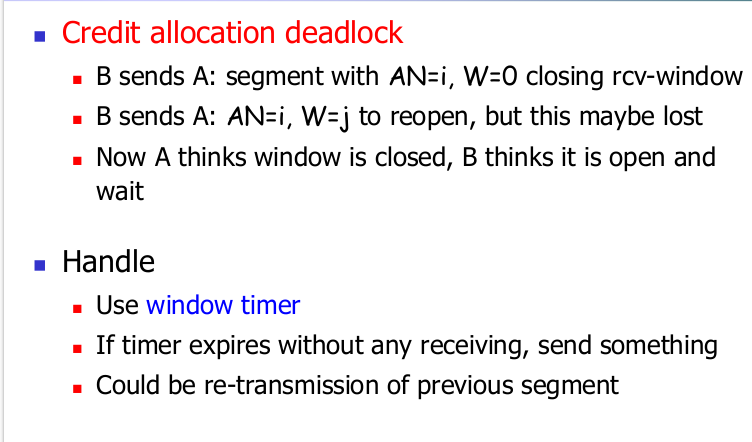 Credit allocation deadlock
B sends A: segment with AN=i, W=0 closing rcv-window
B sends A: AN=i, W=j to reopen, but this maybe lost
Now A thinks window is closed, B thinks it is open and
wait
Handle
Use window timer
If timer expires without any receiving, send something
Could be re-transmission of previous segment